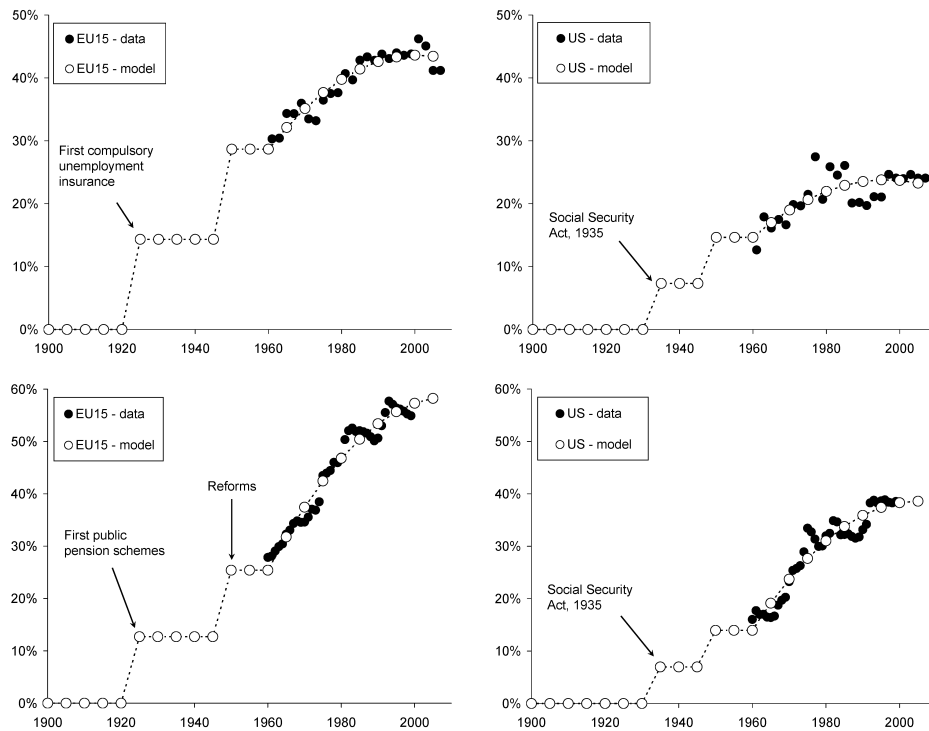 50%
40%
30%
20%
10%
0%
1900 1920 1940 1960 1980 2000
EU15 - data
EU15 - model
First compulsory
unemployment
insurance
50%
40%
30%
20%
10%
0%
1900 1920 1940 1960 1980 2000
US - data
US - model
Social Security
Act, 1935
60%
50%
40%
30%
20%
10%
0%
1900 1920 1940 1960 1980 2000
EU15 - data
EU15 - model
Reforms
First public
pension schemes
60%
50%
40%
30%
20%
10%
0%
1900 1920 1940 1960 1980 2000
US - data
US - model
Social Security
Act, 1935